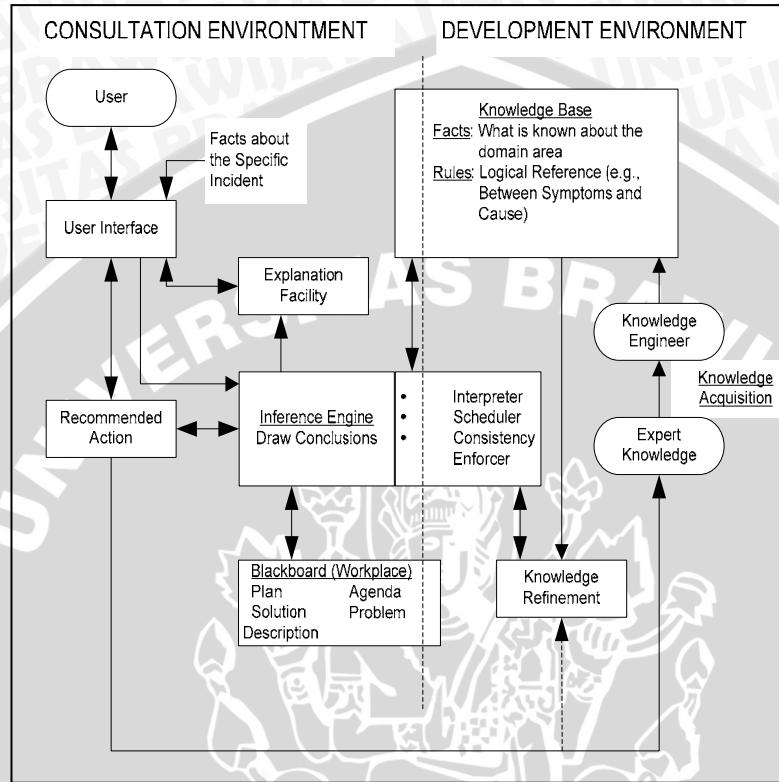 CONSULTATION ENVIRONTMENT
DEVELOPMENT ENVIRONMENT
User
Facts about
the Specific
Incident
User Interface
Explanation
Facility
Recommended
Action
Inference Engine
Draw Conclusions
• Interpreter
• Scheduler
• Consistency
Enforcer
Blackboard (Workplace)
Plan Agenda
Solution Problem
Description
Knowledge Base
Facts: What is known about the
domain area
Rules: Logical Reference (e.g.,
Between Symptoms and
Cause)
Knowledge
Engineer
Knowledge
Acquisition
Expert
Knowledge
Knowledge
Refinement